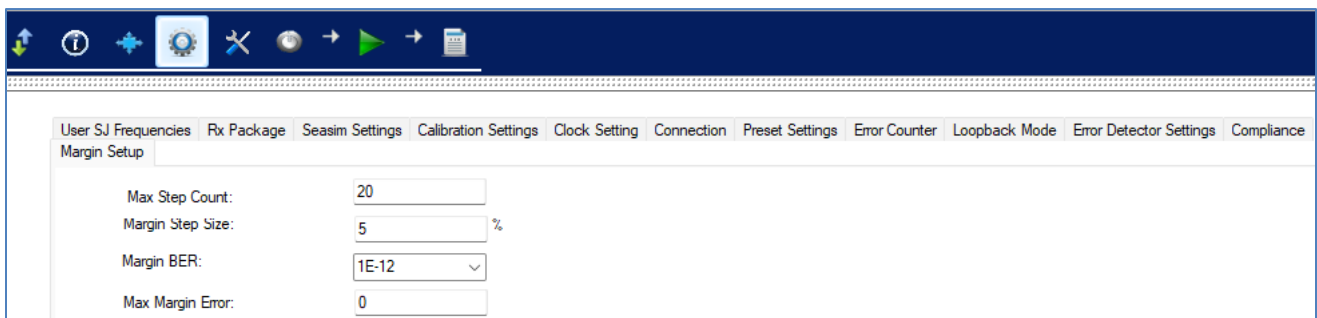 User SJ Frequencies Rx Package Seasim Settings Calibration Settings Clock Setting Connection Preset Settings Error Counter Loopback Mode Error Detector Settings Compliance
Margin Setup
Max Step Count: 20
Margin Step Size: 5 %
Margin BER: 1E-12
Max Margin Error: 0